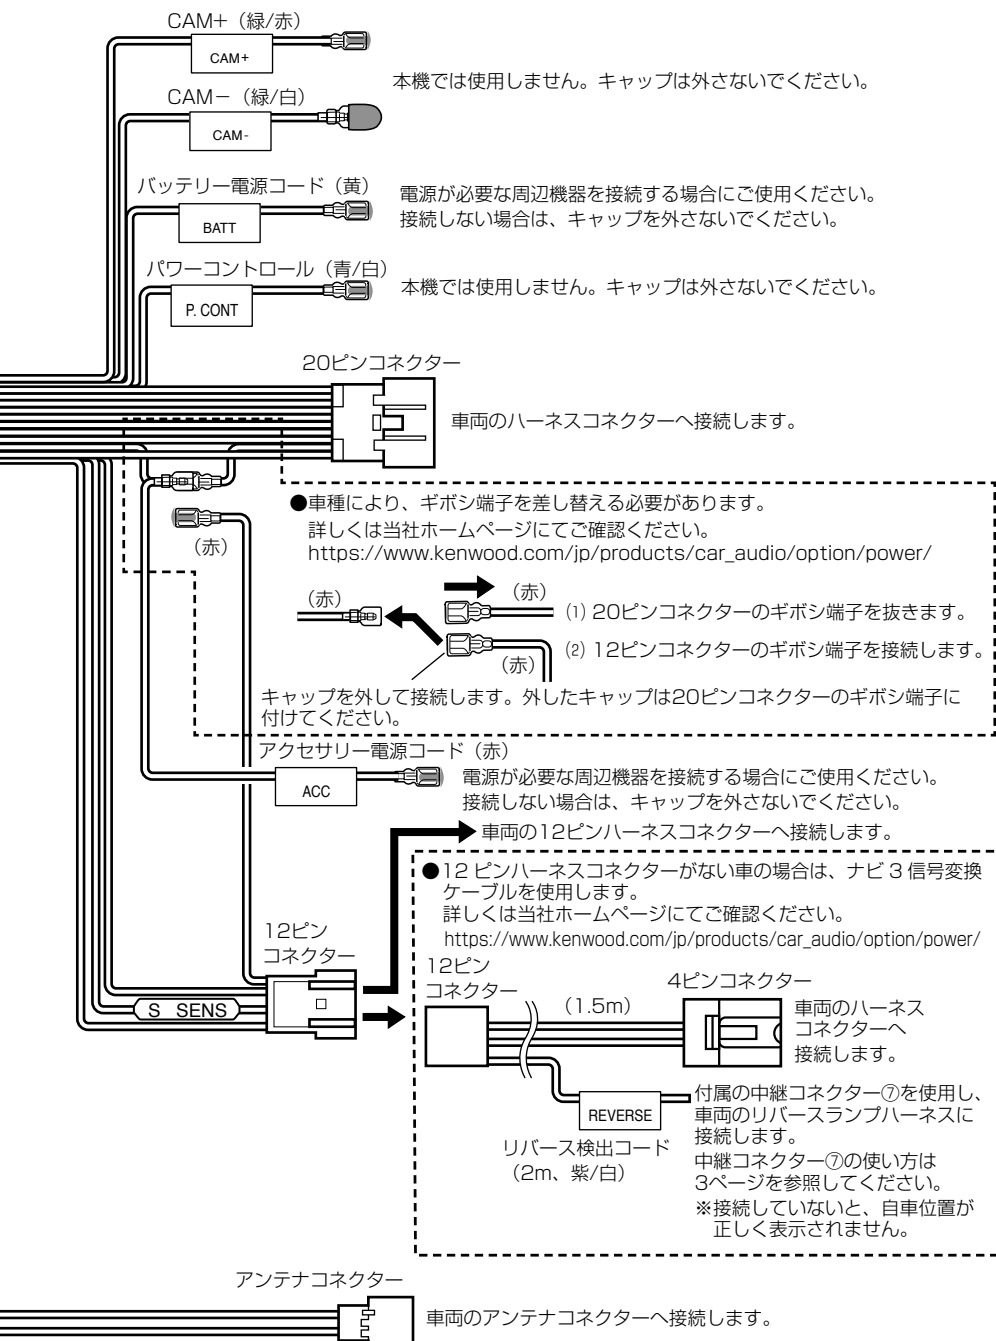 CAM+（緑/赤）
CAM+
本機では使用しません。キャップは外さないでください。
CAM－（緑/白）
CAM-
バッテリー電源コード（黄）
BATT
電源が必要な周辺機器を接続する場合にご使用ください。
接続しない場合は、キャップを外さないでください。
パワーコントロール（青/白）
P. CONT
本機では使用しません。キャップは外さないでください。
20ピンコネクター
車両のハーネスコネクターへ接続します。
●車種により、ギボシ端子を差し替える必要があります。
詳しくは当社ホームページにてご確認ください。
https://www.kenwood.com/jp/products/car_audio/option/power/
（赤）
（赤）
（赤）
⑴ 20ピンコネクターのギボシ端子を抜きます。
⑵ 12ピンコネクターのギボシ端子を接続します。
（赤）
キャップを外して接続します。外したキャップは20ピンコネクターのギボシ端子に
付けてください。
アクセサリー電源コード（赤）
ACC
電源が必要な周辺機器を接続する場合にご使用ください。
接続しない場合は、キャップを外さないでください。
車両の12ピンハーネスコネクターへ接続します。
●12 ピンハーネスコネクターがない車の場合は、ナビ 3 信号変換
ケーブルを使用します。
詳しくは当社ホームページにてご確認ください。
https://www.kenwood.com/jp/products/car_audio/option/power/
12ピン
コネクター
S SENS
12ピン
コネクター
（1.5m）
4ピンコネクター
車両のハーネス
コネクターへ
接続します。
REVERSE
リバース検出コード
（2m、紫/白）
付属の中継コネクター⑦を使用し、
車両のリバースランプハーネスに
接続します。
中継コネクター⑦の使い方は
3ページを参照してください。
※接続していないと、自車位置が
正しく表示されません。
アンテナコネクター
車両のアンテナコネクターへ接続します。